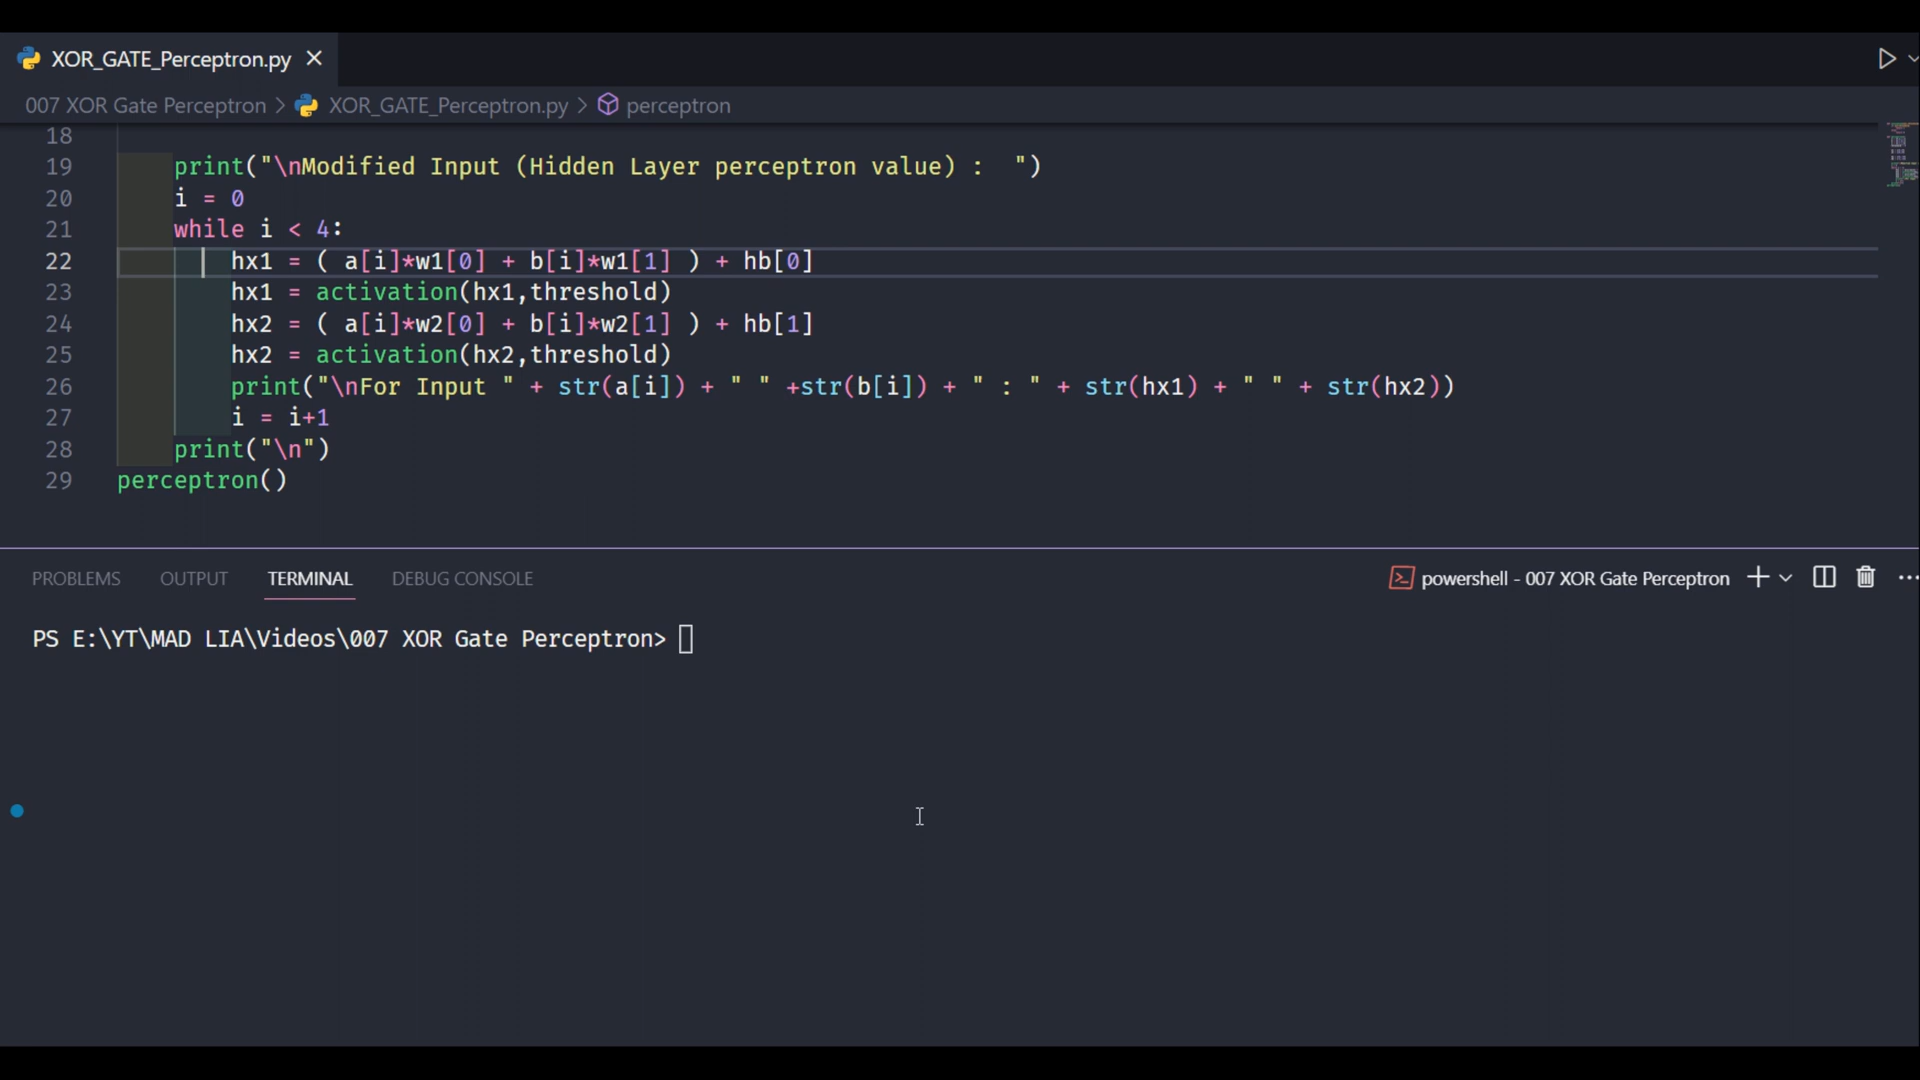 XOR_GATE_Perceptron.py
007 XOR Gate Perceptron > XOR_GATE_Perceptron.py > perceptron
18
19 print("\nModified Input (Hidden Layer perceptron value) :  ")
20 i = 0
21 while i < 4:
22 hx1 = ( a[i]*w1[0] + b[i]*w1[1] ) + hb[0]
23 hx1 = activation(hx1,threshold)
24 hx2 = ( a[i]*w2[0] + b[i]*w2[1] ) + hb[1]
25 hx2 = activation(hx2,threshold)
26 print("\nFor Input " + str(a[i]) + " " +str(b[i]) + " : " + str(hx1) + " " + str(hx2))
27 i = i+1
28 print("\n")
29 perceptron()
PROBLEMS OUTPUT TERMINAL DEBUG CONSOLE powershell - 007 XOR Gate Perceptron
PS E:\YT\MAD LIA\Videos\007 XOR Gate Perceptron>